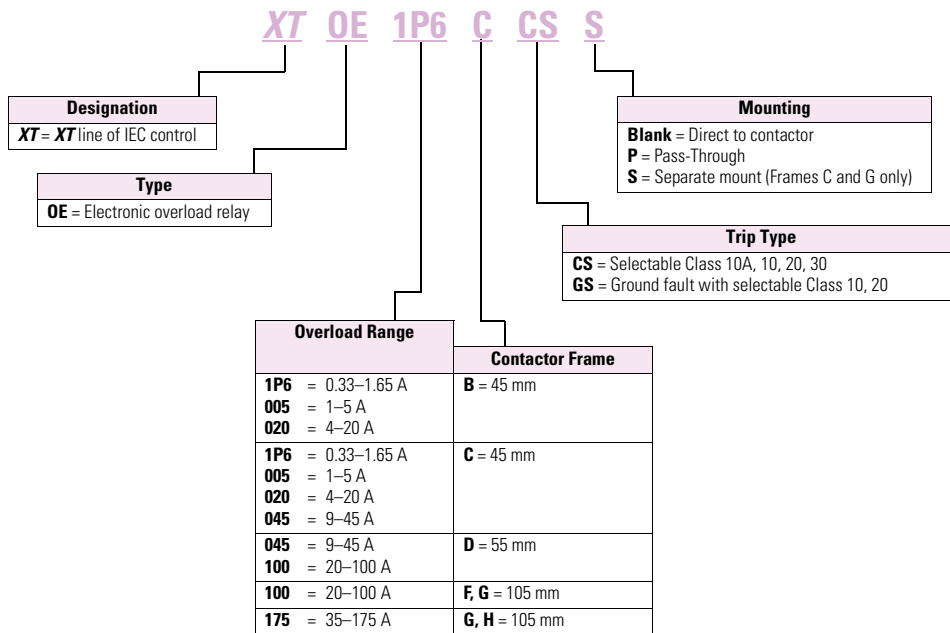 XT OE 1P6 C CS S
Designation
XT = XT line of IEC control
Type
OE = Electronic overload relay
Mounting
Blank = Direct to contactor
P = Pass-Through
S = Separate mount (Frames C and G only)
Trip Type
CS = Selectable Class 10A, 10, 20, 30
GS = Ground fault with selectable Class 10, 20
Overload Range
Contactor Frame
1P6 = 0.33–1.65 A B = 45 mm
005 = 1–5 A
020 = 4–20 A
1P6 = 0.33–1.65 A C = 45 mm
005 = 1–5 A
020 = 4–20 A
045 = 9–45 A
045 = 9–45 A D = 55 mm
100 = 20–100 A
100 = 20–100 A F, G = 105 mm
175 = 35–175 A G, H = 105 mm